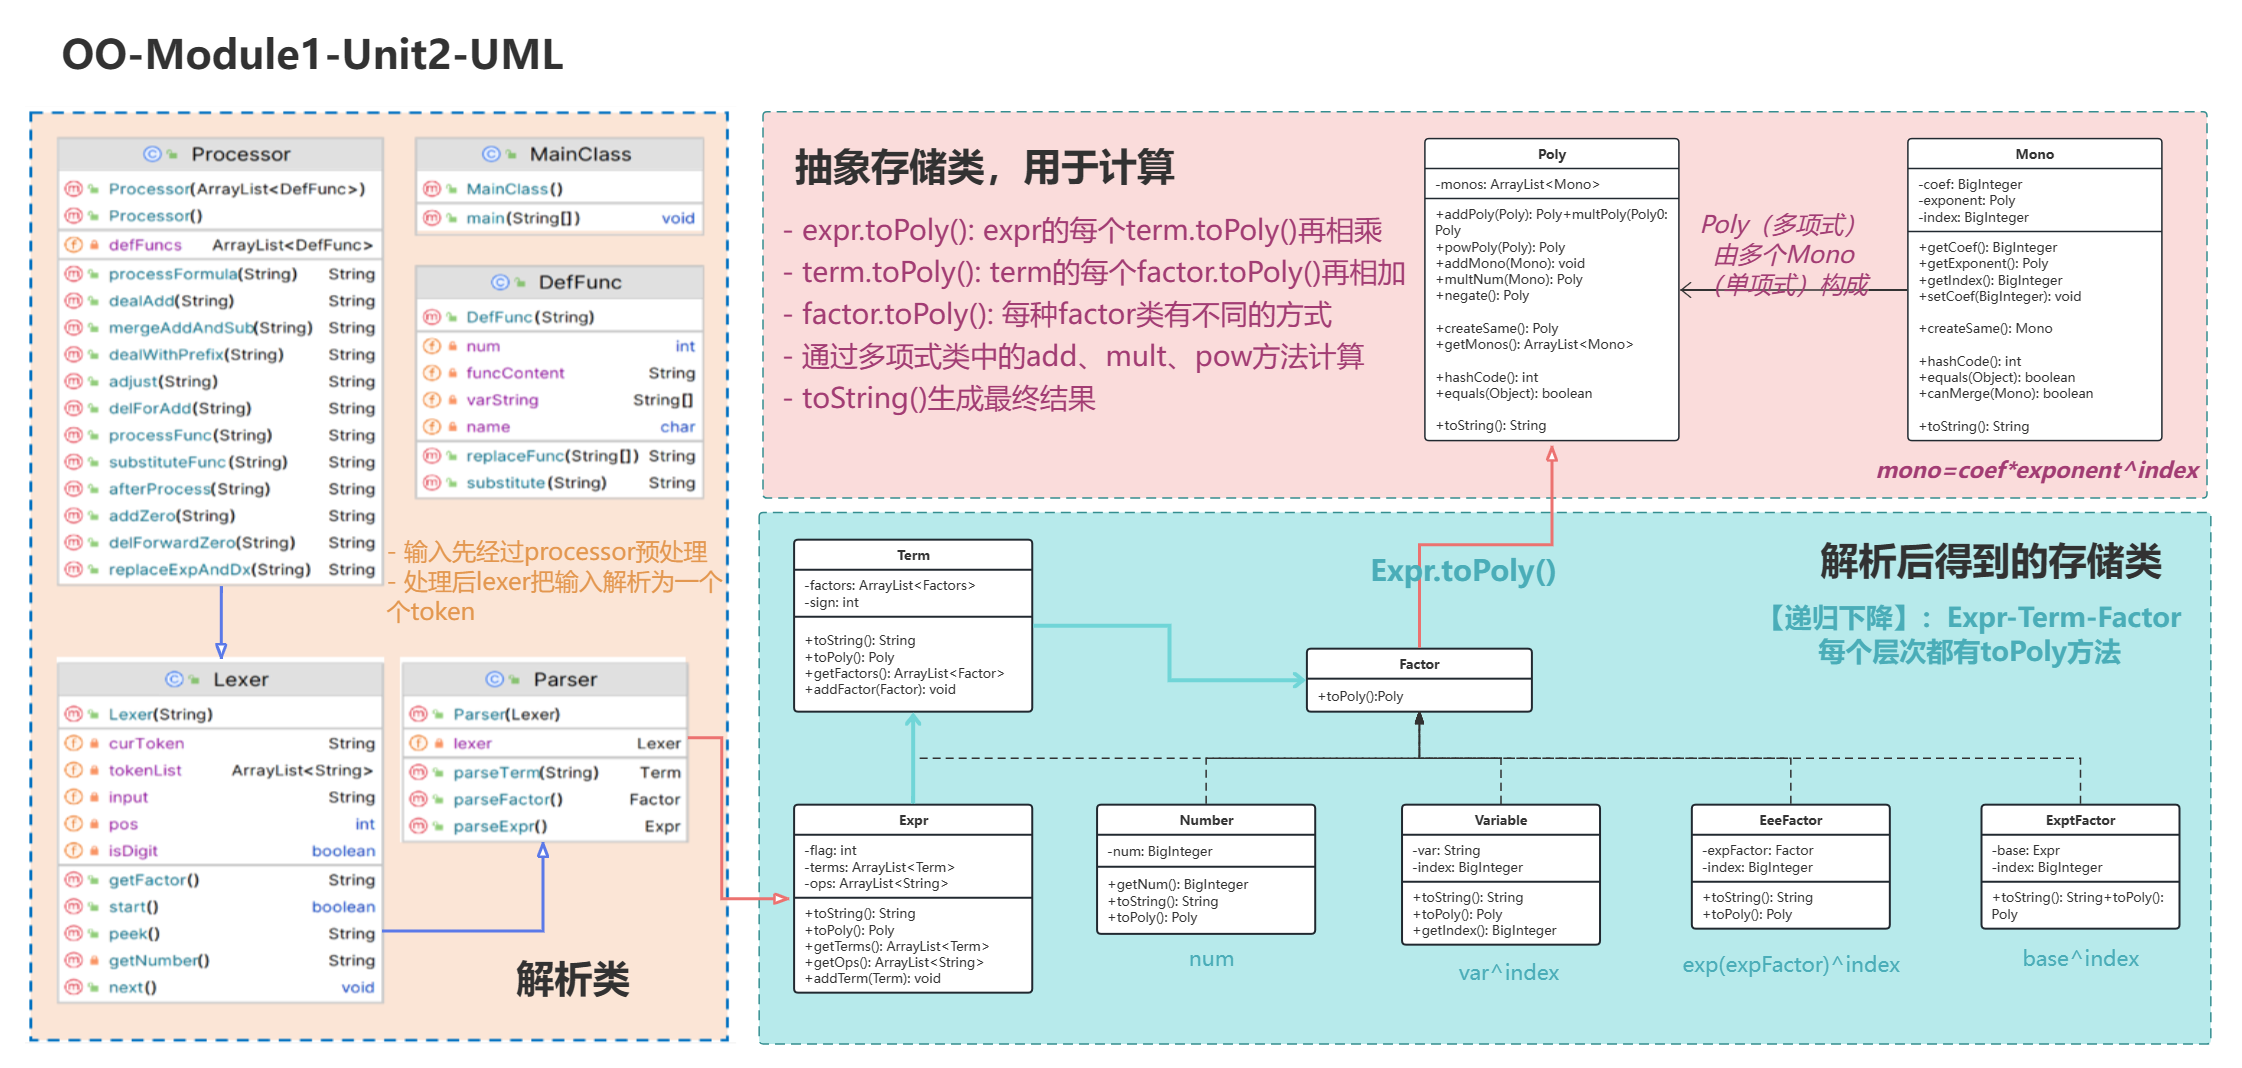 OO-Module1-Unit2-UML
Processor
Processor(ArrayList<DefFunc>)
Processor()
defFuncs ArrayList<DefFunc>
processFormula(String) String
dealAdd(String) String
mergeAddAndSub(String) String
dealWithPrefix(String) String
adjust(String) String
delForAdd(String) String
processFunc(String) String
substituteFunc(String) String
afterProcess(String) String
addZero(String) String
delForwardZero(String) String
replaceExpAndDx(String) String
MainClass
MainClass()
main(String[]) void
DefFunc
DefFunc(String)
num int
funcContent String
varString String[]
name char
replaceFunc(String[]) String
substitute(String) String
- 输入先经过processor预处理
- 处理后lexer把输入解析为一个
个token
Lexer
Lexer(String)
curToken String
tokenList ArrayList<String>
input String
pos int
isDigit boolean
getFactor() String
start() boolean
peek() String
getNumber() String
next() void
Parser
Parser(Lexer)
lexer Lexer
parseTerm(String) Term
parseFactor() Factor
parseExpr() Expr
解析类
抽象存储类，用于计算
- expr.toPoly(): expr的每个term.toPoly()再相乘
- term.toPoly(): term的每个factor.toPoly()再相加
- factor.toPoly(): 每种factor类有不同的方式
- 通过多项式类中的add、mult、pow方法计算
- toString()生成最终结果
Poly
-monos: ArrayList<Mono>
+addPoly(Poly): Poly+multPoly(Poly0:
Poly
+powPoly(Poly): Poly
+addMono(Mono): void
+multNum(Mono): Poly
+negate(): Poly
+createSame(): Poly
+getMonos(): ArrayList<Mono>
+hashCode(): int
+equals(Object): boolean
+toString(): String
Poly（多项式）
由多个Mono
（单项式）构成
Mono
-coef: BigInteger
-exponent: Poly
-index: BigInteger
+getCoef(): BigInteger
+getExponent(): Poly
+getIndex(): BigInteger
+setCoef(BigInteger): void
+createSame(): Mono
+hashCode(): int
+equals(Object): boolean
+canMerge(Mono): boolean
+toString(): String
mono=coef*exponent^index
Term
-factors: ArrayList<Factors>
-sign: int
+toString(): String
+toPoly(): Poly
+getFactors(): ArrayList<Factor>
+addFactor(Factor): void
Expr.toPoly()
解析后得到的存储类
【递归下降】：Expr-Term-Factor
每个层次都有toPoly方法
Factor
+toPoly():Poly
Expr
-flag: int
-terms: ArrayList<Term>
-ops: ArrayList<String>
+toString(): String
+toPoly(): Poly
+getTerms(): ArrayList<Term>
+getOps(): ArrayList<String>
+addTerm(Term): void
Number
-num: BigInteger
+getNum(): BigInteger
+toString(): String
+toPoly(): Poly
num
Variable
-var: String
-index: BigInteger
+toString(): String
+toPoly(): Poly
+getIndex(): BigInteger
var^index
EeeFactor
-expFactor: Factor
-index: BigInteger
+toString(): String
+toPoly(): Poly
exp(expFactor)^index
ExptFactor
-base: Expr
-index: BigInteger
+toString(): String+toPoly():
Poly
base^index